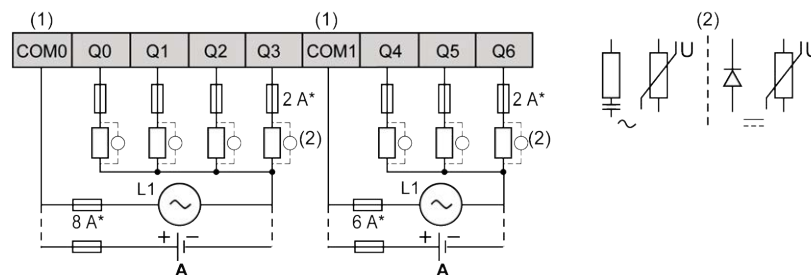 (1) (1) (2)
COM0 Q0 Q1 Q2 Q3 COM1 Q4 Q5 Q6
U U
2 A* 2 A*
(2) (2)
L1 L1
8 A* 6 A*
+ − + −
A A